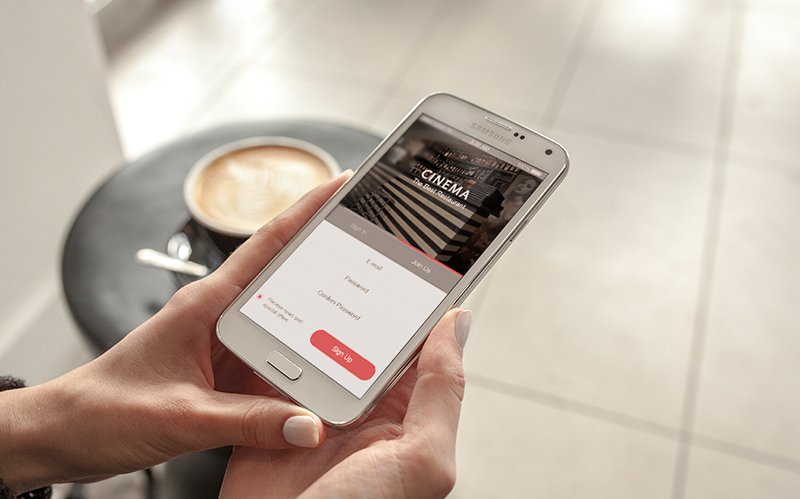 SAMSUNG
CINEMA
The Best Restaurant
Sign In
Join Us
E-mail
Password
Confirm Password
Receive news and
special offers
Sign Up